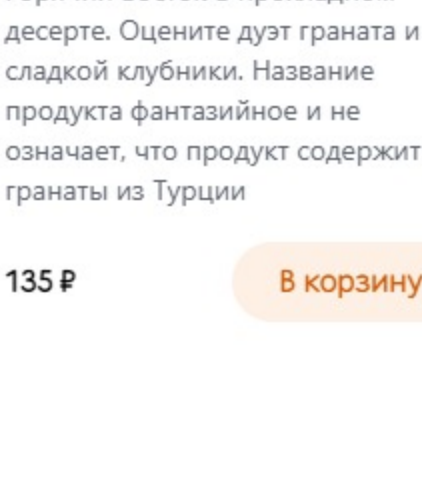 десерте. Оцените дуэт граната и
сладкой клубники. Название
продукта фантазийное и не
означает, что продукт содержит
гранаты из Турции
135 ₽
В корзину